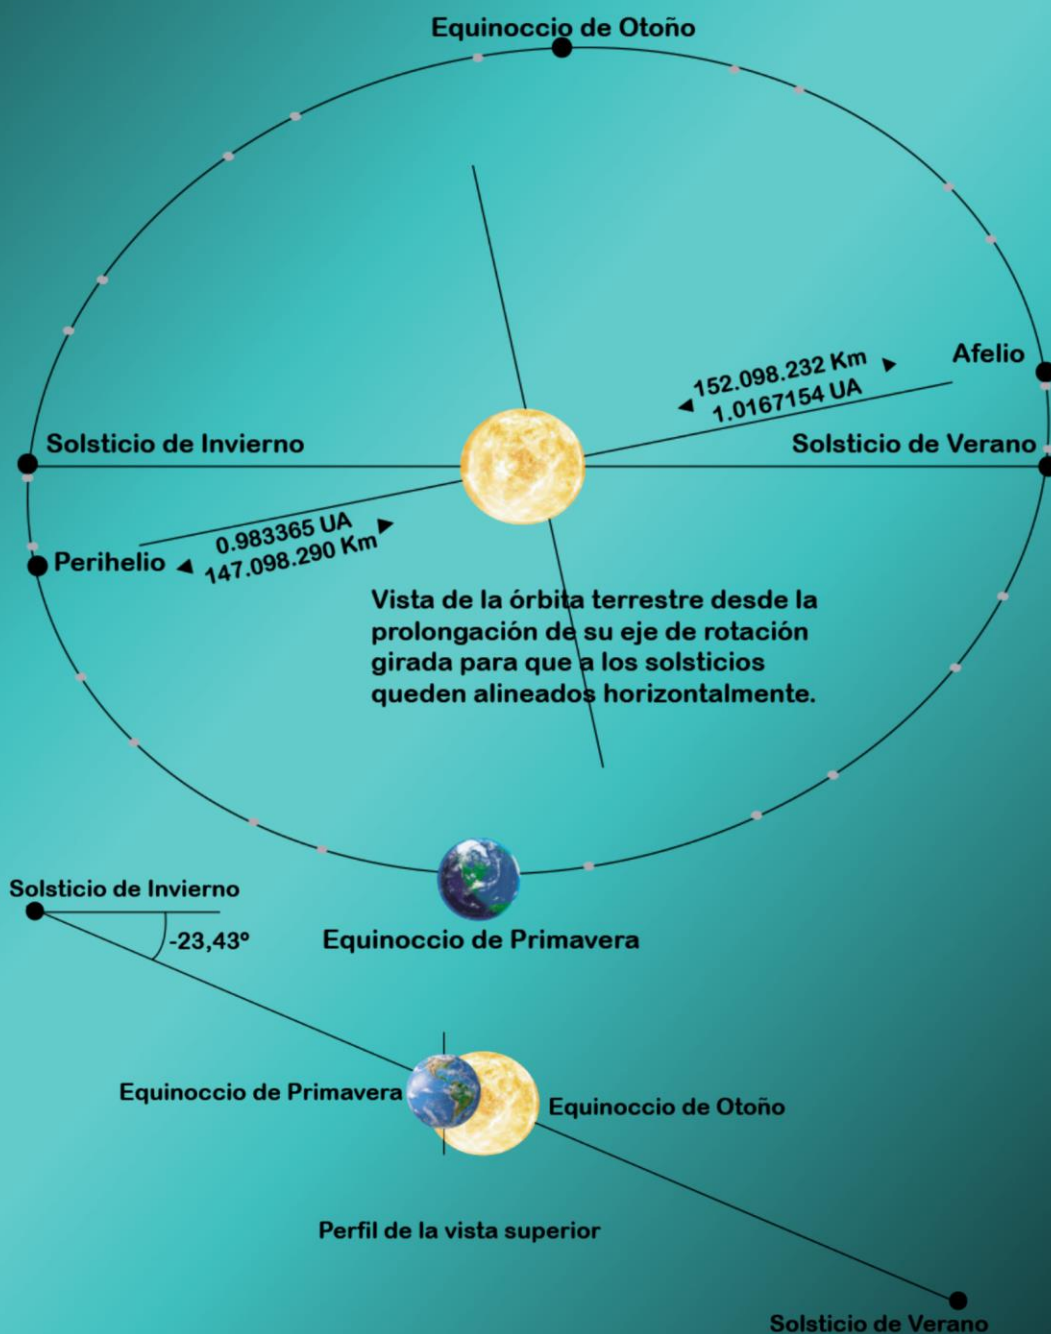 Equinoccio de Otoño
152.098.232 Km
1.0167154 UA
Afelio
Solsticio de Invierno
Solsticio de Verano
0.983365 UA
147.098.290 Km
Perihelio
Vista de la órbita terrestre desde la
prolongación de su eje de rotación
girada para que a los solsticios
queden alineados horizontalmente.
Solsticio de Invierno
-23,43º
Equinoccio de Primavera
Equinoccio de Primavera
Equinoccio de Otoño
Perfil de la vista superior
Solsticio de Verano